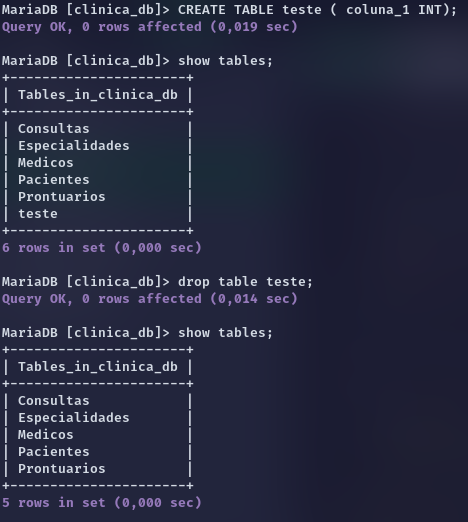 MariaDB [clinica_db]> CREATE TABLE teste ( coluna_1 INT);
Query OK, 0 rows affected (0,019 sec)
MariaDB [clinica_db]> show tables;
+----------------------+
| Tables_in_clinica_db |
+----------------------+
| Consultas            |
| Especialidades       |
| Medicos              |
| Pacientes            |
| Prontuarios          |
| teste                |
+----------------------+
6 rows in set (0,000 sec)
MariaDB [clinica_db]> drop table teste;
Query OK, 0 rows affected (0,014 sec)
MariaDB [clinica_db]> show tables;
+----------------------+
| Tables_in_clinica_db |
+----------------------+
| Consultas            |
| Especialidades       |
| Medicos              |
| Pacientes            |
| Prontuarios          |
+----------------------+
5 rows in set (0,000 sec)